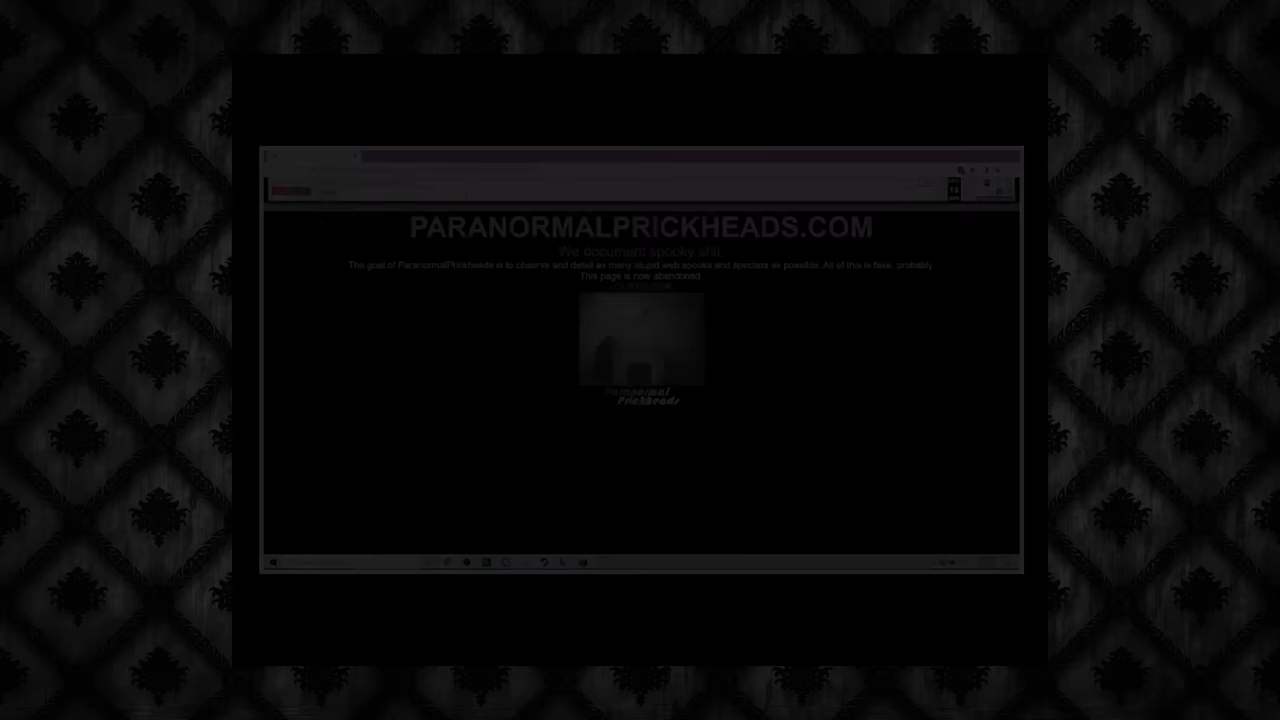 PARANORMALPRICKHEADS.COM
We document spooky shit
The goal of ParanormalPrickheads is to observe and detail as many stupid web spooks and specters as possible. All of this is fake, probably
This page is now abandoned
Paranormal
Prickheads